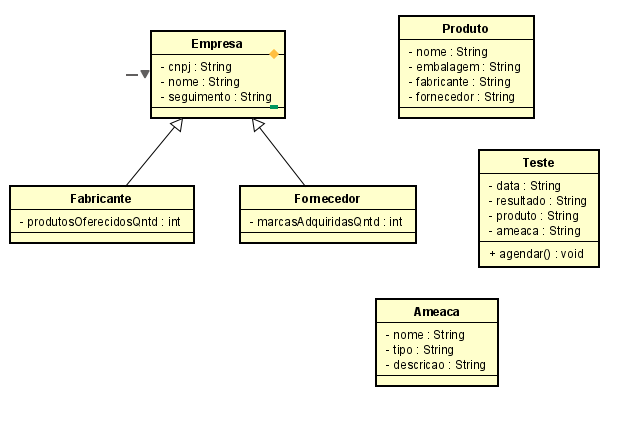 Empresa
- cnpj : String
- nome : String
- seguimento : String
Produto
- nome : String
- embalagem : String
- fabricante : String
- fornecedor : String
Fabricante
- produtosOferecidosQntd : int
Fornecedor
- marcasAdquiridasQntd : int
Teste
- data : String
- resultado : String
- produto : String
- ameaca : String
+ agendar() : void
Ameaca
- nome : String
- tipo : String
- descricao : String